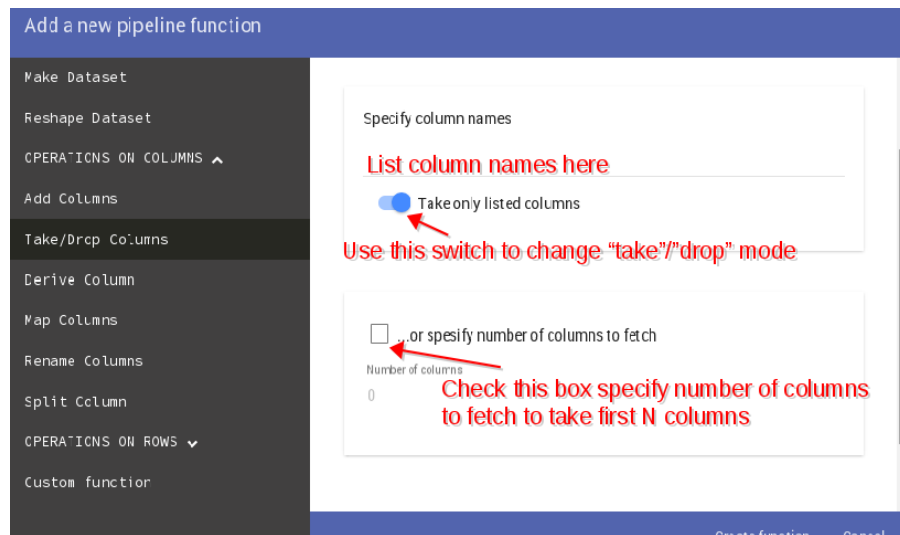 Add a new pipeline function
Make Dataset
Reshape Dataset
OPERATIONS ON COLUMNS
Add Columns
Take/Drop Columns
Derive Column
Map Columns
Rename Columns
Split Column
OPERATIONS ON ROWS
Custom function
Specify column names
List column names here
Take only listed columns
Use this switch to change “take”/”drop” mode
...or spesify number of columns to fetch
Number of columns
0
Check this box specify number of columns
to fetch to take first N columns
Create function
Cancel